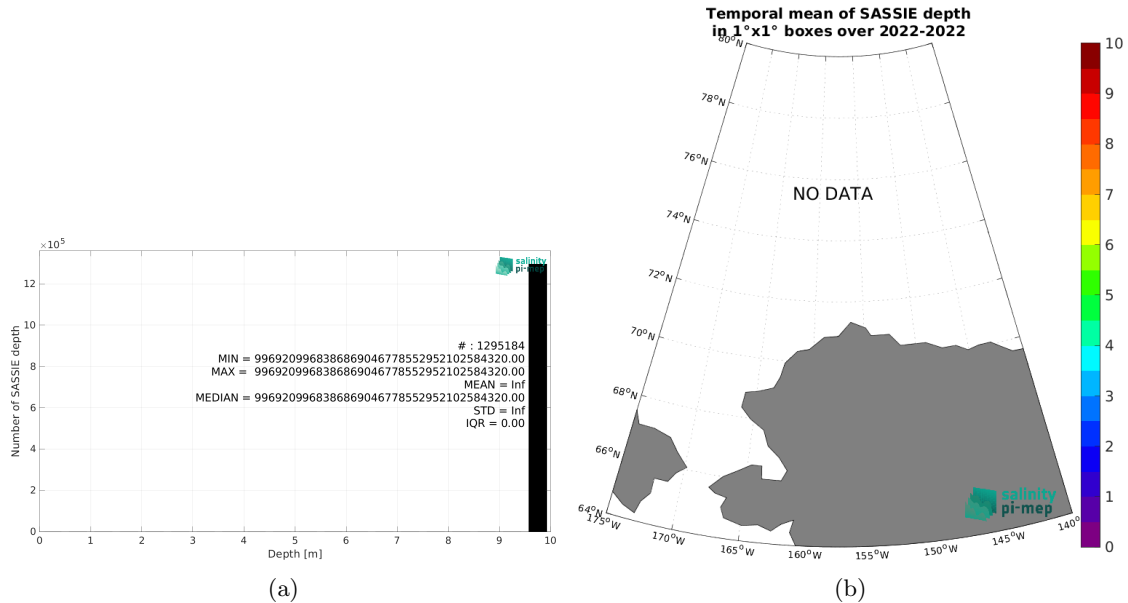 ×10^5
12
10
8
6
4
2
0
Number of SASSIE depth
salinity
pi-mep
# : 1295184
MIN = 9969209968386869046778552952102584320.00
MAX = 9969209968386869046778552952102584320.00
MEAN = Inf
MEDIAN = 9969209968386869046778552952102584320.00
STD = Inf
IQR = 0.00
0 1 2 3 4 5 6 7 8 9 10
Depth [m]
(a)
Temporal mean of SASSIE depth
in 1°x1° boxes over 2022-2022
80°N
78°N
76°N
74°N
72°N
70°N
68°N
66°N
64°N
NO DATA
175°W
170°W
165°W
160°W
155°W
150°W
145°W
140°
salinity
pi-mep
10
9
8
7
6
5
4
3
2
1
0
(b)